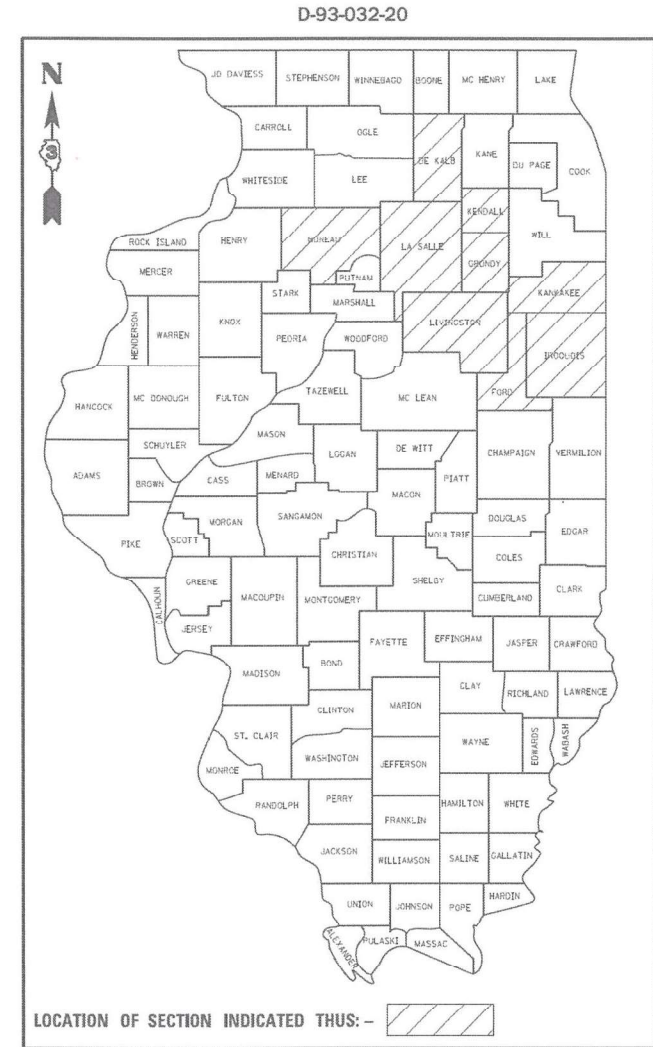 D-93-032-20
JO DAVIESS STEPHENSON WINNEBAGO BOONE MC HENRY LAKE
N
CARROLL OGLE
DE KALB KANE DU PAGE COOK
3
WHITESIDE LEE
KENDALL
ROCK ISLAND HENRY BUREAU LA SALLE WILL
GRUNDY
MERCER PUTNAM
STARK MARSHALL KANKAKEE
HENDERSON WARREN KNOX LIVINGSTON
PEORIA WOODFORD IROQUOIS
FORD
HANCOCK MC DONOUGH FULTON TAZEWELL MC LEAN
MASON
SCHUYLER LOGAN DE WITT CHAMPAIGN VERMILION
ADAMS BROWN CASS MENARD PIATT
MACON
MORGAN SANGAMON DOUGLAS
PIKE SCOTT CHRISTIAN MOULTRIE EDGAR
COLES
CALHOUN GREENE SHELBY
MACOUPIN MONTGOMERY CUMBERLAND CLARK
JERSEY
FAYETTE EFFINGHAM JASPER CRAWFORD
BOND
MADISON
CLAY RICHLAND LAWRENCE
CLINTON MARION
ST. CLAIR WAYNE EDWARDS WABASH
WASHINGTON JEFFERSON
MONROE
RANDOLPH PERRY HAMILTON WHITE
FRANKLIN
JACKSON WILLIAMSON SALINE GALLATIN
UNION JOHNSON POPE HARDIN
ALEXANDER PULASKI MASSAC
LOCATION OF SECTION INDICATED THUS: –